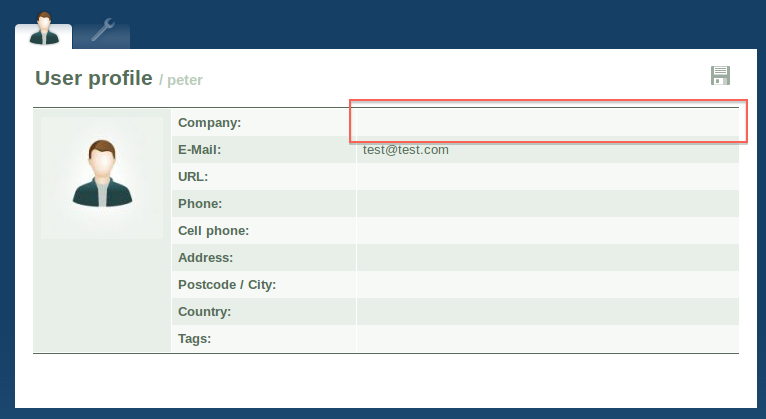 User profile / peter
Company:
E-Mail: test@test.com
URL:
Phone:
Cell phone:
Address:
Postcode / City:
Country:
Tags: